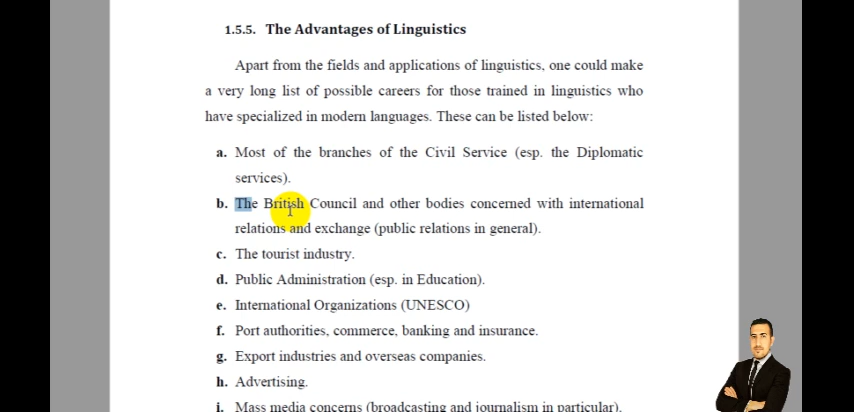 1.5.5. The Advantages of Linguistics
Apart from the fields and applications of linguistics, one could make
a very long list of possible careers for those trained in linguistics who
have specialized in modern languages. These can be listed below:
a. Most of the branches of the Civil Service (esp. the Diplomatic
services).
b. The British Council and other bodies concerned with international
relations and exchange (public relations in general).
c. The tourist industry.
d. Public Administration (esp. in Education).
e. International Organizations (UNESCO)
f. Port authorities, commerce, banking and insurance.
g. Export industries and overseas companies.
h. Advertising.
i. Mass media concerns (broadcasting and journalism in particular).